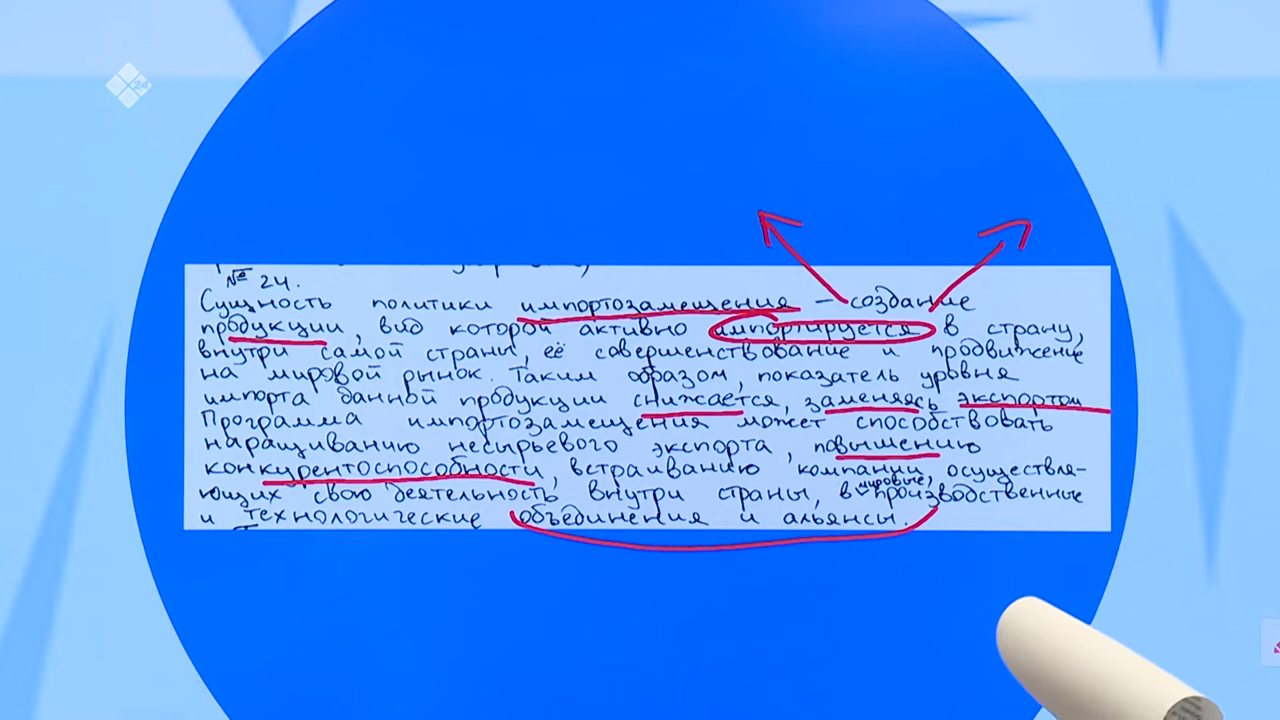 24
№ 24.
Сущность политики импортозамещения – создание
продукции, вид которой активно импортируется в страну,
внутри самой страны, её совершенствование и продвижение
на мировой рынок. Таким образом, показатель уровня
импорта данной продукции снижается, заменяясь экспортом
Программа импортозамещения может способствовать
наращиванию несырьевого экспорта, повышению
конкурентоспособности, встраиванию компании, осуществля-
ющих свою деятельность внутри страны, в мировые, производственные
и технологические объединения и альянсы.